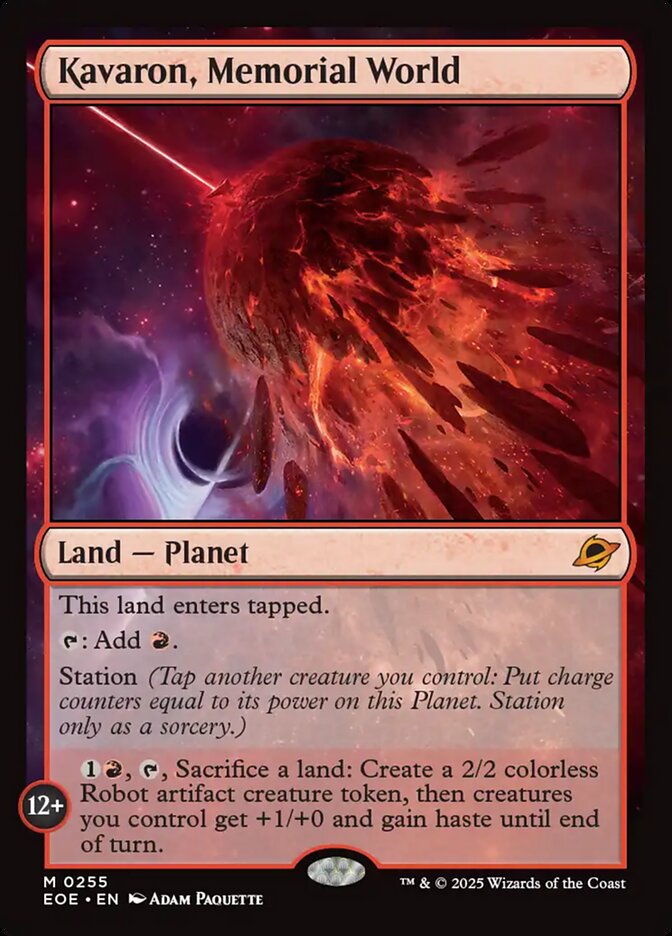 Kavaron, Memorial World
Land — Planet
This land enters tapped.
: Add .
Station (Tap another creature you control: Put charge
counters equal to its power on this Planet. Station
only as a sorcery.)
12+
1, , Sacrifice a land: Create a 2/2 colorless
Robot artifact creature token, then creatures
you control get +1/+0 and gain haste until end
of turn.
M 0255
EOE • EN Adam Paquette
™ & © 2025 Wizards of the Coast